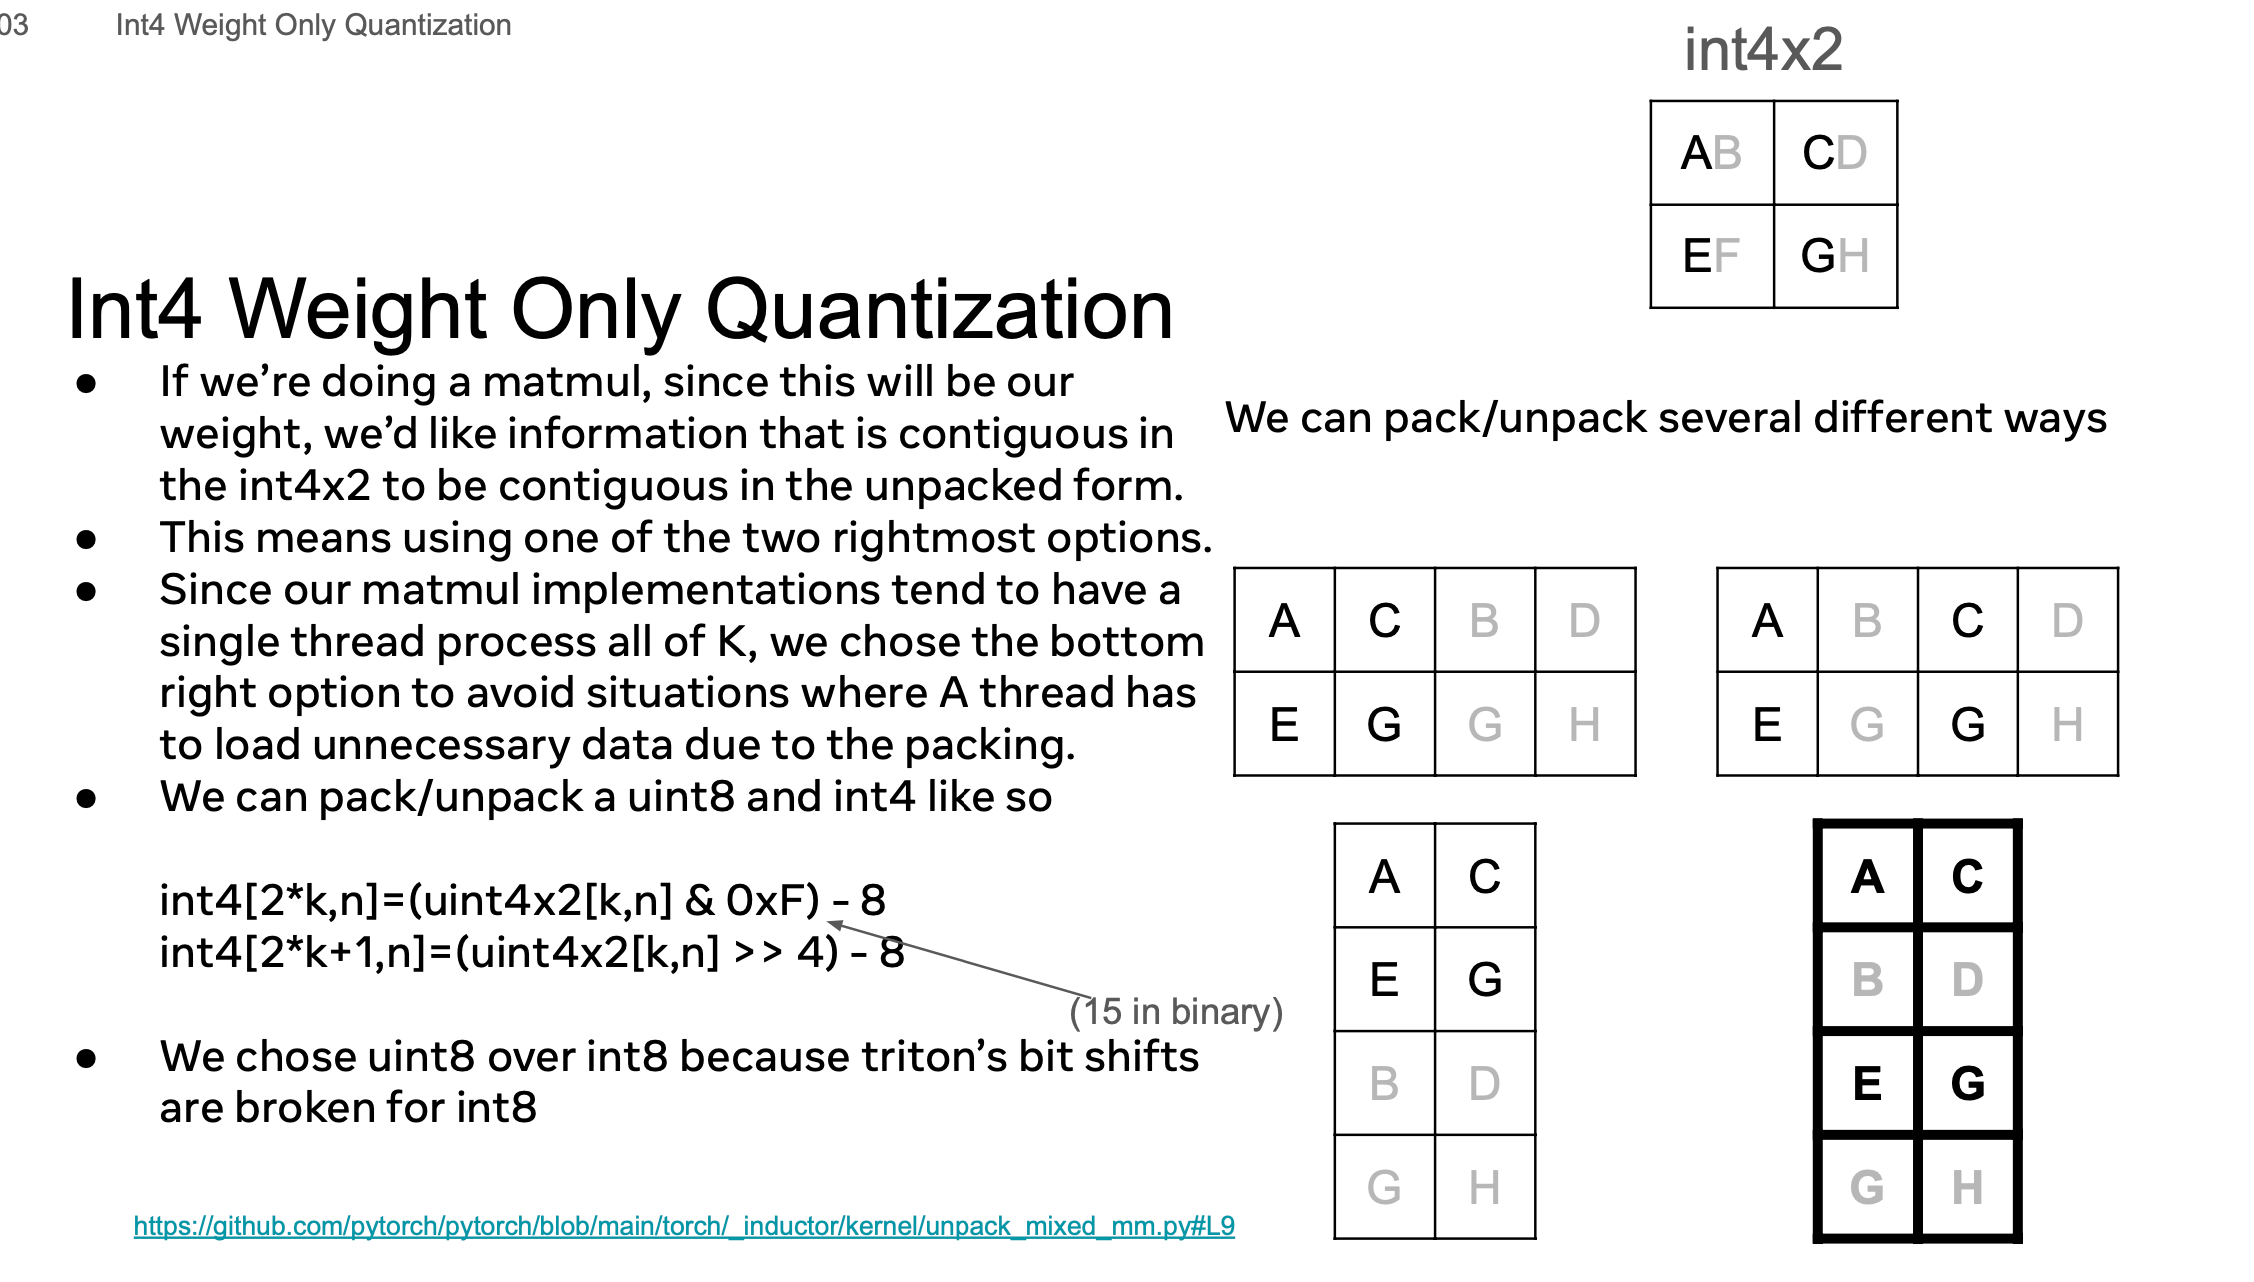 03 Int4 Weight Only Quantization
int4x2
AB CD
EF GH
Int4 Weight Only Quantization
● If we’re doing a matmul, since this will be our
weight, we’d like information that is contiguous in
the int4x2 to be contiguous in the unpacked form.
● This means using one of the two rightmost options.
● Since our matmul implementations tend to have a
single thread process all of K, we chose the bottom
right option to avoid situations where A thread has
to load unnecessary data due to the packing.
● We can pack/unpack a uint8 and int4 like so
int4[2*k,n]=(uint4x2[k,n] & 0xF) - 8
int4[2*k+1,n]=(uint4x2[k,n] >> 4) - 8
(15 in binary)
● We chose uint8 over int8 because triton’s bit shifts
are broken for int8
https://github.com/pytorch/pytorch/blob/main/torch/_inductor/kernel/unpack_mixed_mm.py#L9
We can pack/unpack several different ways
A C B D
E G G H
A B C D
E G G H
A C
E G
B D
G H
A C
B D
E G
G H